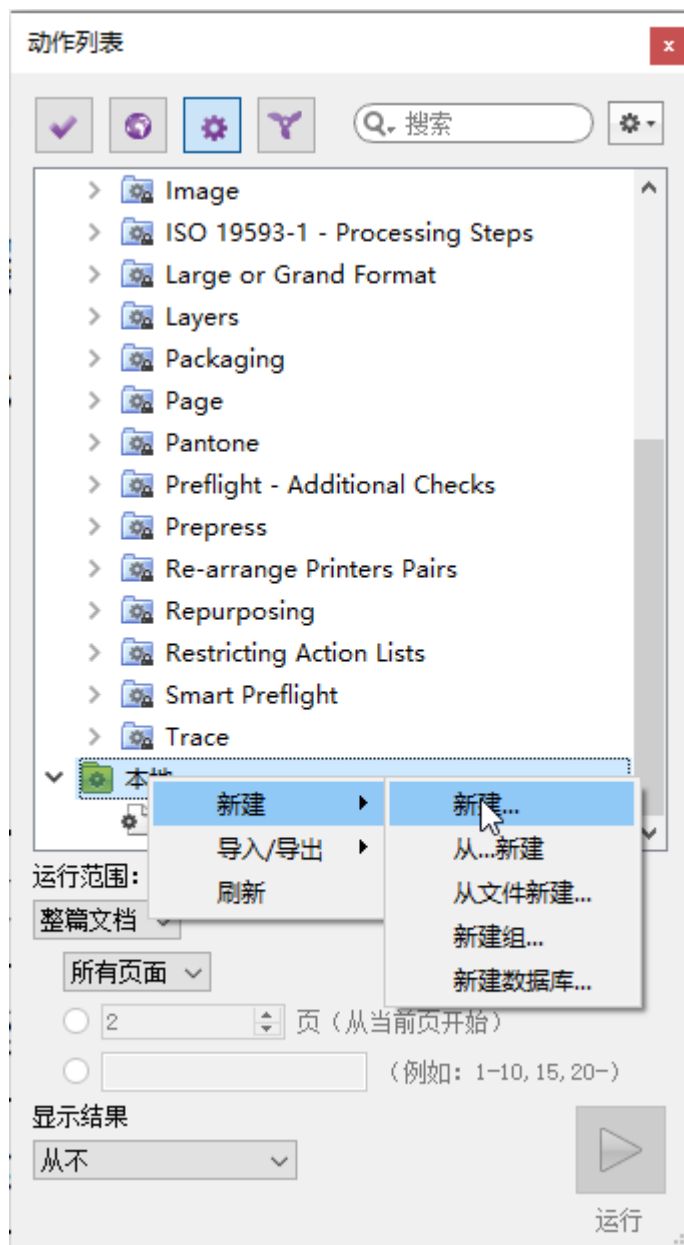 动作列表
搜索
Image
ISO 19593-1 - Processing Steps
Large or Grand Format
Layers
Packaging
Page
Pantone
Preflight - Additional Checks
Prepress
Re-arrange Printers Pairs
Repurposing
Restricting Action Lists
Smart Preflight
Trace
本地
新建
导入/导出
刷新
新建...
从...新建
从文件新建...
新建组...
新建数据库...
运行范围:
整篇文档
所有页面
2 页（从当前页开始）
（例如: 1-10,15,20-）
显示结果
从不
运行